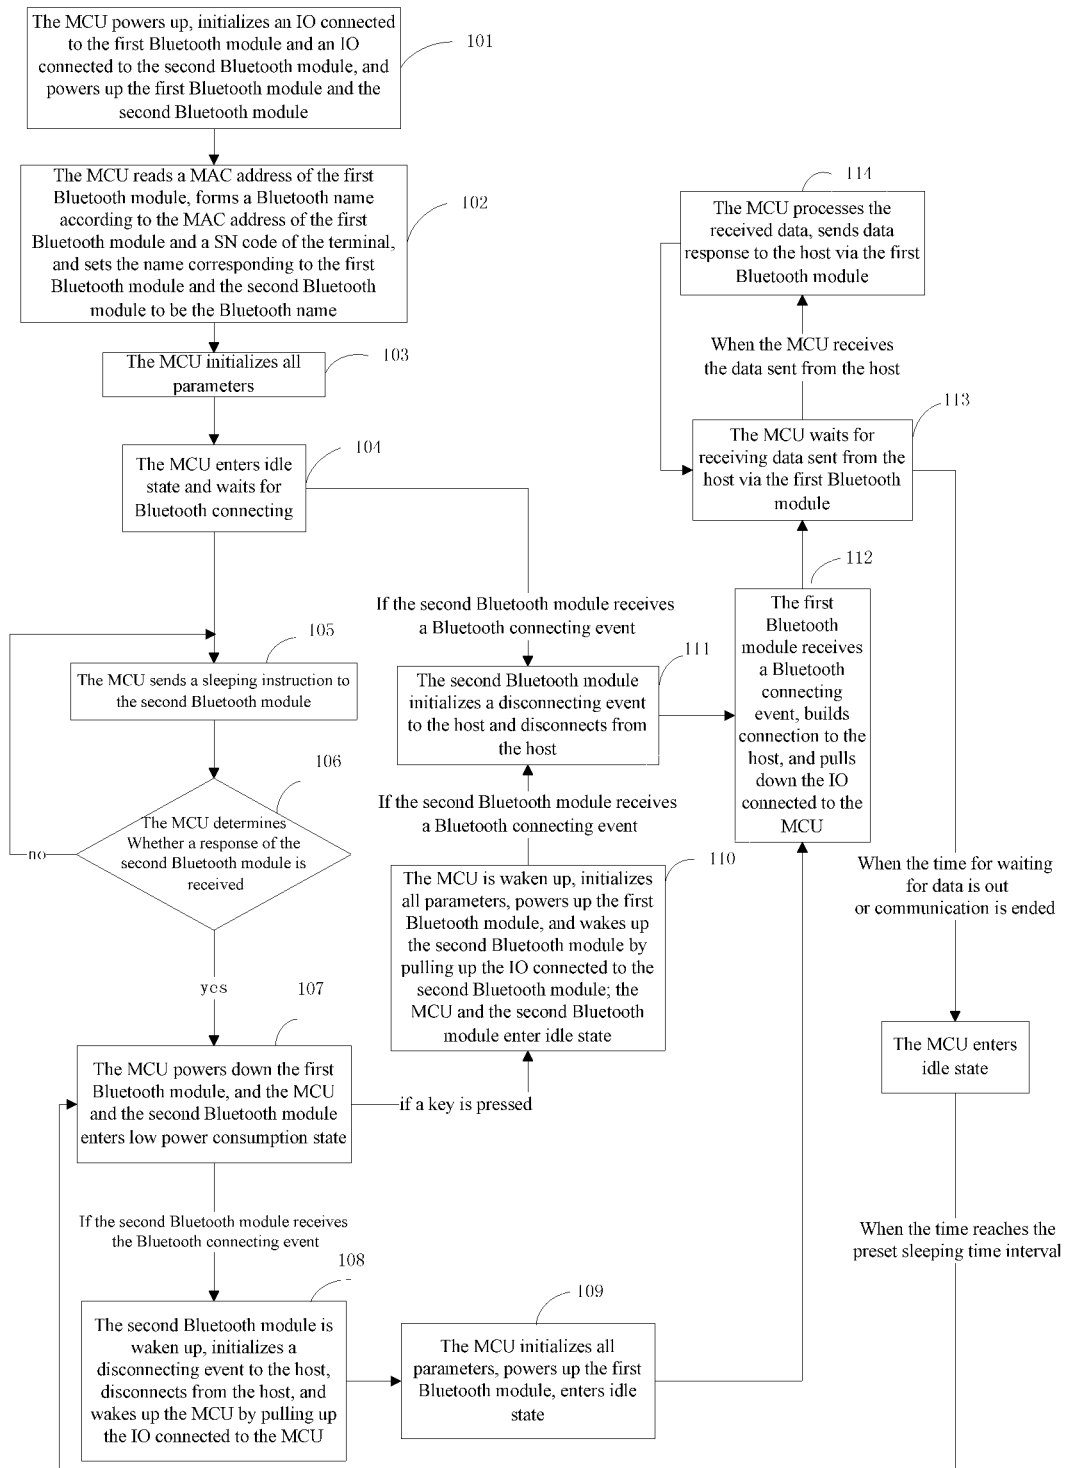 The MCU powers up, initializes an IO connected
to the first Bluetooth module and an IO
connected to the second Bluetooth module, and
powers up the first Bluetooth module and the
second Bluetooth module
101
The MCU reads a MAC address of the first
Bluetooth module, forms a Bluetooth name
according to the MAC address of the first
Bluetooth module and a SN code of the terminal,
and sets the name corresponding to the first
Bluetooth module and the second Bluetooth
module to be the Bluetooth name
102
The MCU initializes all
parameters
103
The MCU enters idle
state and waits for
Bluetooth connecting
104
The MCU sends a sleeping instruction to
the second Bluetooth module
105
The MCU determines
Whether a response of the
second Bluetooth module is
received
106
no
yes
The MCU powers down the first
Bluetooth module, and the MCU
and the second Bluetooth module
enters low power consumption state
107
if a key is pressed
If the second Bluetooth module receives
the Bluetooth connecting event
The second Bluetooth module is
waken up, initializes a
disconnecting event to the host,
disconnects from the host, and
wakes up the MCU by pulling up
the IO connected to the MCU
108
The MCU initializes all
parameters, powers up the first
Bluetooth module, enters idle
state
109
The MCU is waken up, initializes
all parameters, powers up the first
Bluetooth module, and wakes up
the second Bluetooth module by
pulling up the IO connected to the
second Bluetooth module; the
MCU and the second Bluetooth
module enter idle state
110
If the second Bluetooth module receives
a Bluetooth connecting event
If the second Bluetooth module receives
a Bluetooth connecting event
The second Bluetooth module
initializes a disconnecting event
to the host and disconnects from
the host
111
The first
Bluetooth
module receives
a Bluetooth
connecting
event, builds
connection to the
host, and pulls
down the IO
connected to the
MCU
112
The MCU waits for
receiving data sent from the
host via the first Bluetooth
module
113
When the MCU receives
the data sent from the host
The MCU processes the
received data, sends data
response to the host via the first
Bluetooth module
114
When the time for waiting
for data is out
or communication is ended
The MCU enters
idle state
When the time reaches the
preset sleeping time interval